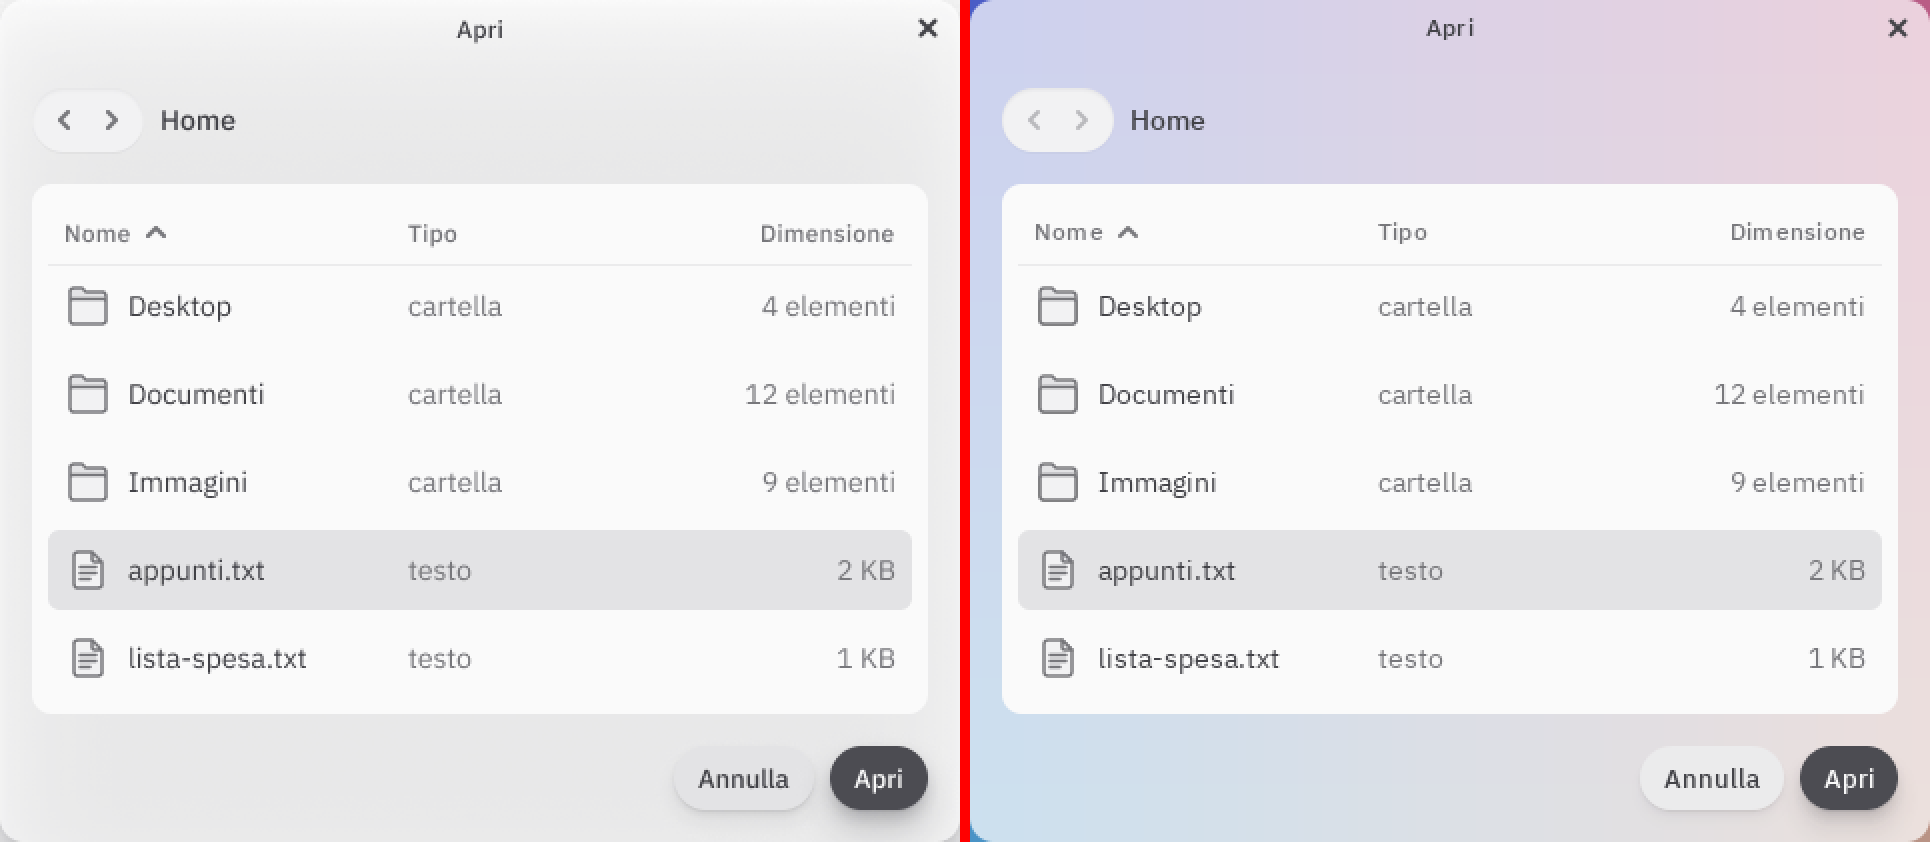 Apri
Home
Nome Tipo Dimensione
Desktop cartella 4 elementi
Documenti cartella 12 elementi
Immagini cartella 9 elementi
appunti.txt testo 2 KB
lista-spesa.txt testo 1 KB
Annulla Apri
Apri
Home
Nome Tipo Dimensione
Desktop cartella 4 elementi
Documenti cartella 12 elementi
Immagini cartella 9 elementi
appunti.txt testo 2 KB
lista-spesa.txt testo 1 KB
Annulla Apri